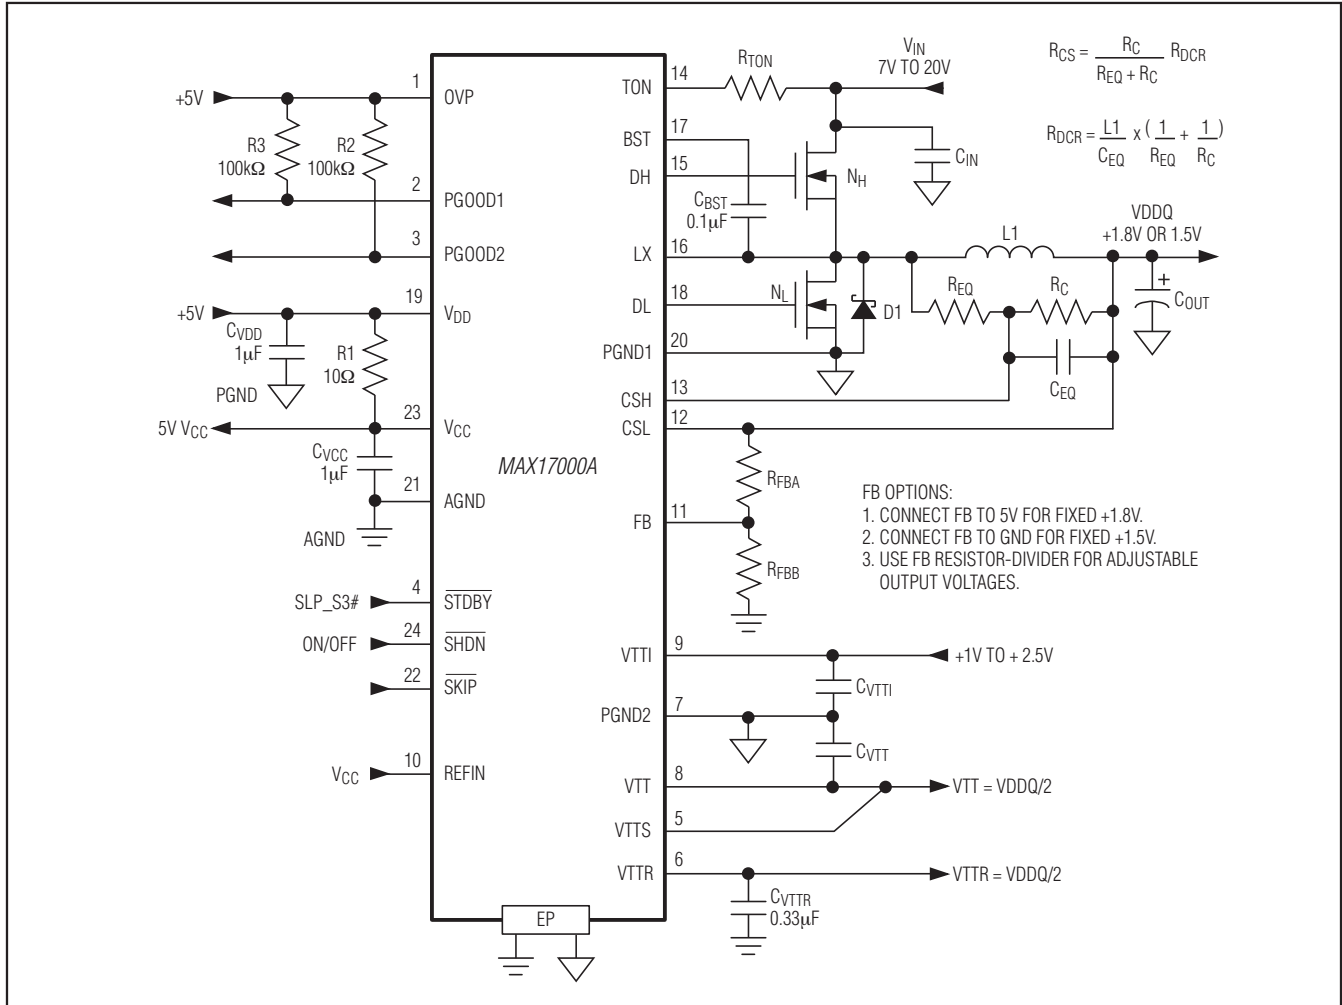 +5V
1
OVP
R3
100kΩ
R2
100kΩ
2
PGOOD1
3
PGOOD2
+5V
19
VDD
CVDD
1μF
PGND
R1
10Ω
5V VCC
23
VCC
CVCC
1μF
21
AGND
AGND
SLP_S3#
4
STDBY
ON/OFF
24
SHDN
22
SKIP
VCC
10
REFIN
MAX17000A
EP
TON
14
RTON
VIN
7V TO 20V
BST
17
DH
15
NH
CIN
CBST
0.1μF
LX
16
L1
VDDQ
+1.8V OR 1.5V
DL
18
NL
D1
REQ
RC
COUT
PGND1
20
CEQ
CSH
13
CSL
12
RFBA
FB
11
RFBB
VTTI
9
+1V TO + 2.5V
CVTTI
PGND2
7
CVTT
VTT
8
VTT = VDDQ/2
VTTS
5
VTTR
6
VTTR = VDDQ/2
CVTTR
0.33μF
RCS = RC / (REQ + RC) RDCR
RDCR = L1 / CEQ x ( 1 / REQ + 1 / RC )
FB OPTIONS:
1. CONNECT FB TO 5V FOR FIXED +1.8V.
2. CONNECT FB TO GND FOR FIXED +1.5V.
3. USE FB RESISTOR-DIVIDER FOR ADJUSTABLE
OUTPUT VOLTAGES.